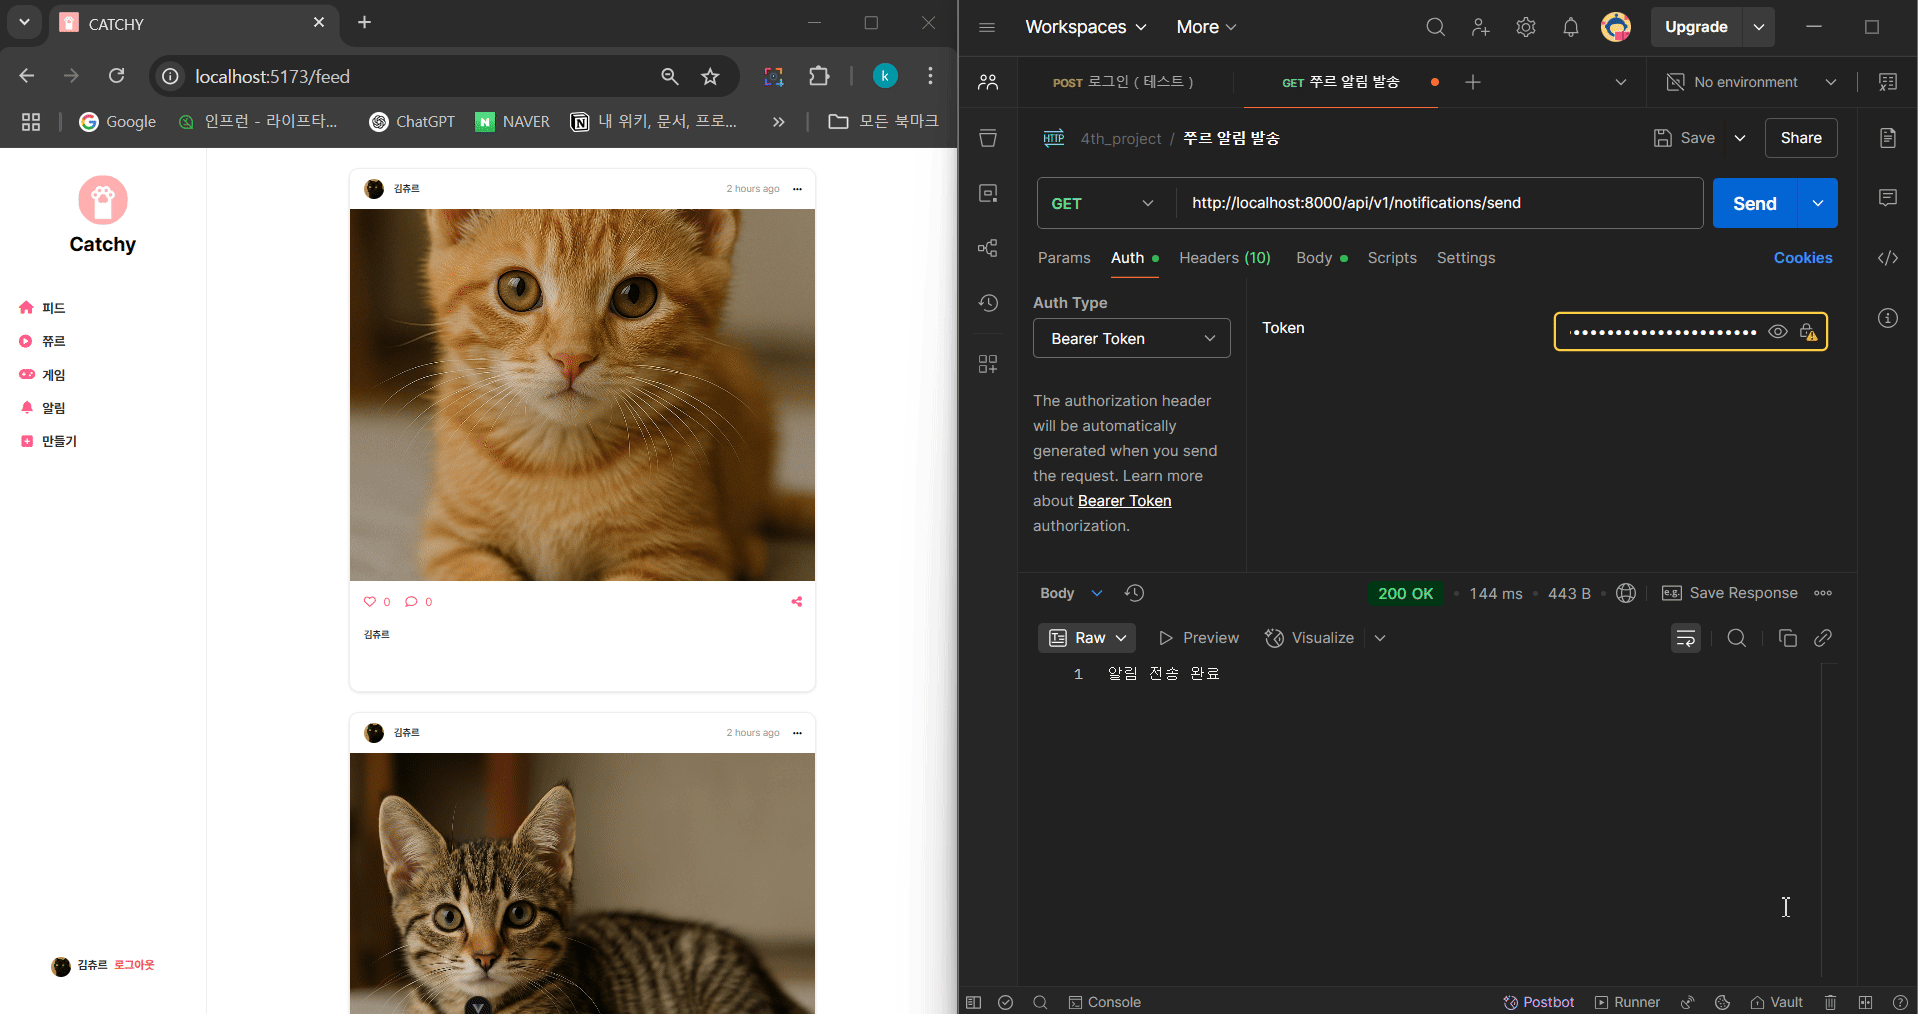 CATCHY
localhost:5173/feed
k
Google
인프런 - 라이프타...
ChatGPT
NAVER
내 위키, 문서, 프로...
모든 북마크
Catchy
피드
쮸르
게임
알림
만들기
김츄르 로그아웃
김츄르
2 hours ago
0 0
김츄르
김츄르
2 hours ago
Workspaces
More
Upgrade
POST 로그인 ( 테스트 )
GET 쭈르 알림 발송
No environment
HTTP 4th_project / 쭈르 알림 발송
Save
Share
GET
http://localhost:8000/api/v1/notifications/send
Send
Params
Auth
Headers (10)
Body
Scripts
Settings
Cookies
Auth Type
Bearer Token
The authorization header
will be automatically
generated when you send
the request. Learn more
about Bearer Token
authorization.
Token
Body
200 OK
144 ms
443 B
e.g. Save Response
Raw
Preview
Visualize
1 알림 전송 완료
Console
Postbot
Runner
Vault